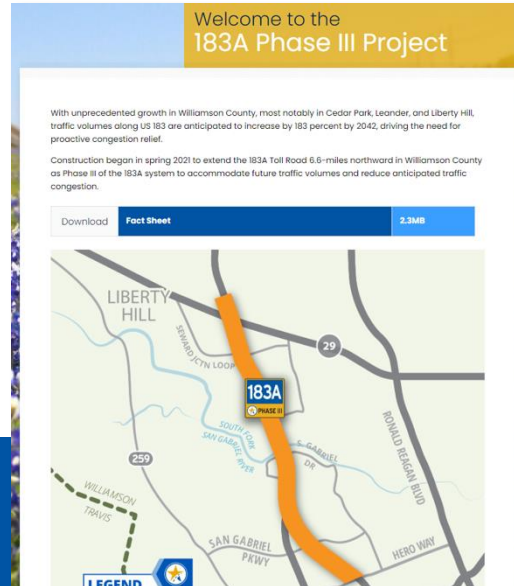 Welcome to the
183A Phase III Project
With unprecedented growth in Williamson County, most notably in Cedar Park, Leander, and Liberty Hill,
traffic volumes along US 183 are anticipated to increase by 183 percent by 2042, driving the need for
proactive congestion relief.
Construction began in spring 2021 to extend the 183A Toll Road 6.6-miles northward in Williamson County
as Phase III of the 183A system to accommodate future traffic volumes and reduce anticipated traffic
congestion.
Download Fact Sheet 2.3MB
LIBERTY
HILL
SEWARD JCTN LOOP
29
183A
PHASE III
SOUTH FORK
SAN GABRIEL
RIVER
S. GABRIEL
DR
RONALD REAGAN BLVD
259
WILLIAMSON
TRAVIS
SAN GABRIEL
PKWY
HERO WAY
LEGEND